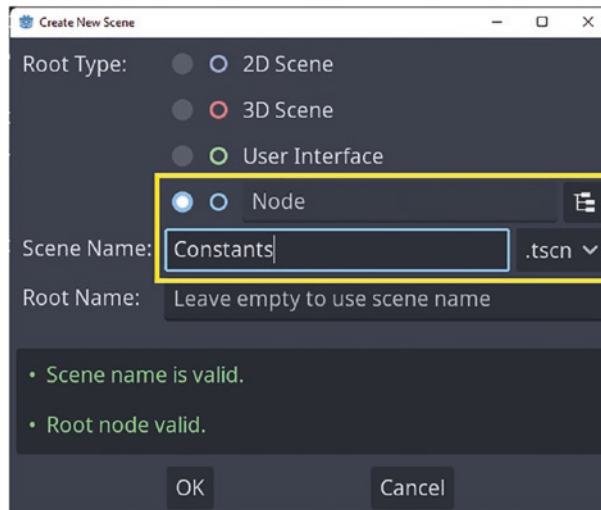 Create New Scene
Root Type:
2D Scene
3D Scene
User Interface
Node
Scene Name: Constants .tscn
Root Name: Leave empty to use scene name
• Scene name is valid.
• Root node valid.
OK Cancel